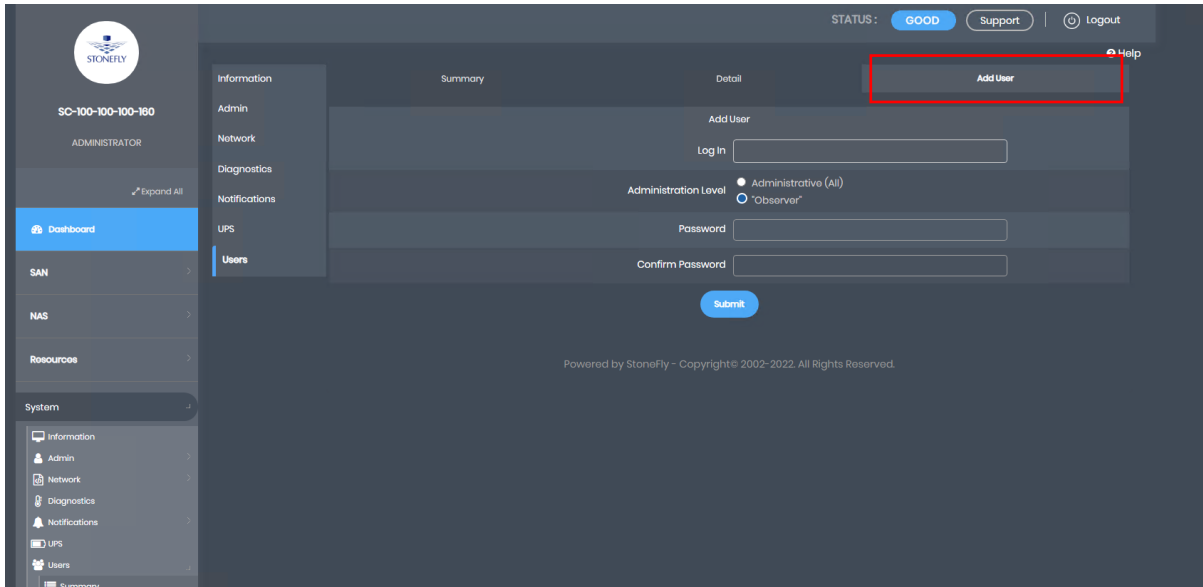 STATUS : GOOD Support Logout
STONEFLY
Help
SC-100-100-100-160
ADMINISTRATOR
Expand All
Dashboard
SAN
NAS
Resources
System
Information
Admin
Network
Diagnostics
Notifications
UPS
Users
Summary
Information
Admin
Network
Diagnostics
Notifications
UPS
Users
Summary Detail Add User
Add User
Log In
Administration Level Administrative (All)
"Observer"
Password
Confirm Password
Submit
Powered by StoneFly - Copyright© 2002-2022. All Rights Reserved.